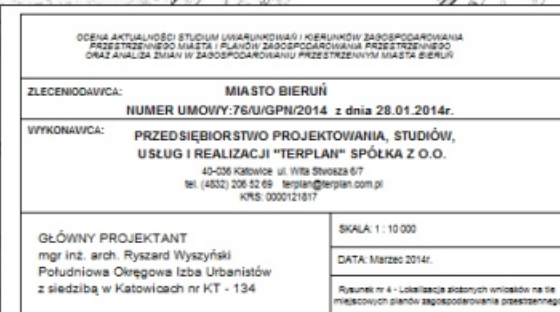 OCENA AKTUALNOŚCI STUDIUM UWARUNKOWAŃ I KIERUNKÓW ZAGOSPODAROWANIA
PRZESTRZENNEGO MIASTA I PLANÓW ZAGOSPODAROWANIA PRZESTRZENNEGO
ORAZ ANALIZA ZMIAN W ZAGOSPODAROWANIU PRZESTRZENNYM MIASTA BIERUŃ
ZLECENIODAWCA: MIASTO BIERUŃ
NUMER UMOWY:76/U/GPN/2014 z dnia 28.01.2014r.
WYKONAWCA: PRZEDSIĘBIORSTWO PROJEKTOWANIA, STUDIÓW,
USŁUG I REALIZACJI "TERPLAN" SPÓŁKA Z O.O.
40-036 Katowice ul. Wita Stwosza 6/7
tel. (4832) 206 52 69 terplan@terplan.com.pl
KRS: 0000121817
GŁÓWNY PROJEKTANT
mgr inż. arch. Ryszard Wyszyński
Południowa Okręgowa Izba Urbanistów
z siedzibą w Katowicach nr KT - 134
SKALA: 1 : 10 000
DATA: Marzec 2014r.
Rysunek nr 4 - Lokalizacja złożonych wniosków na tle
miejscowych planów zagospodarowania przestrzennego